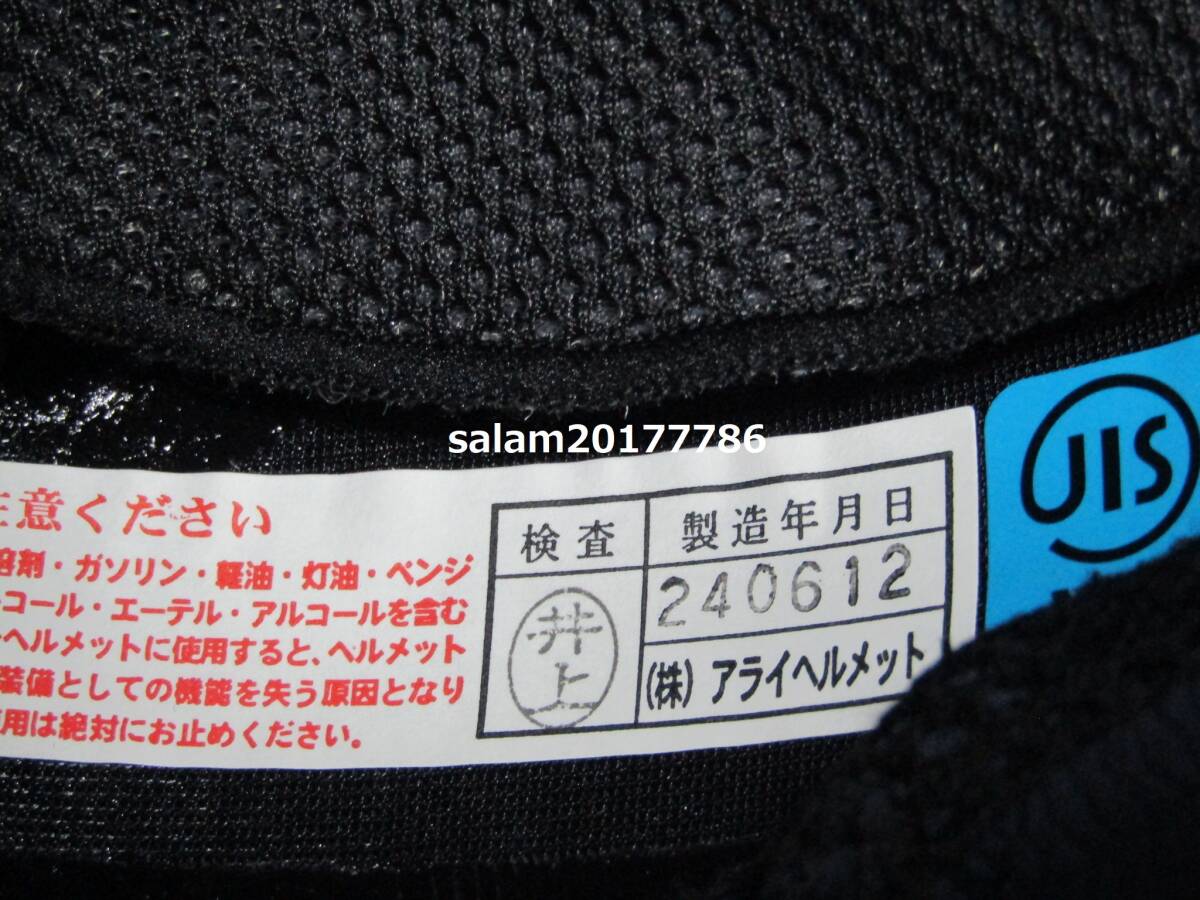 salam20177786
意ください
溶剤・ガソリン・軽油・灯油・ベンジ
コール・エーテル・アルコールを含む
ヘルメットに使用すると、ヘルメット
装備としての機能を失う原因となり
用は絶対にお止めください。
検査
井上
製造年月日
240612
(株) アライヘルメット
JIS